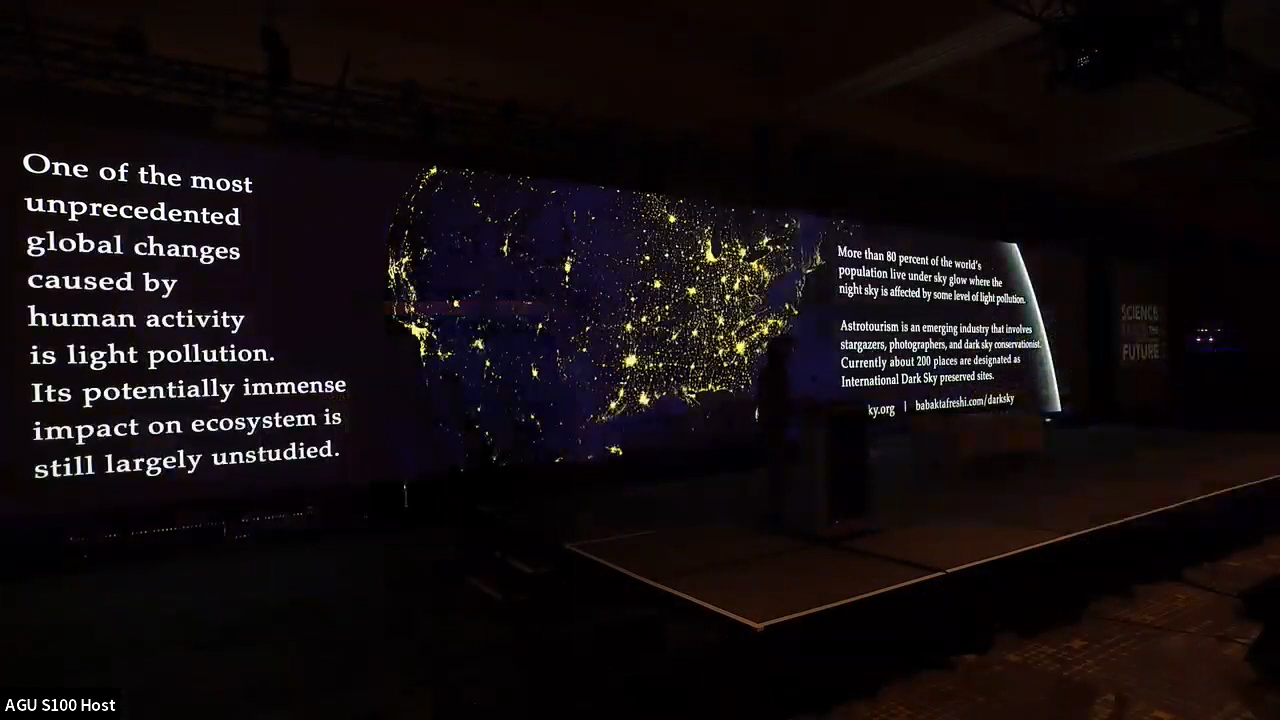 One of the most
unprecedented
global changes
caused by
human activity
is light pollution.
Its potentially immense
impact on ecosystem is
still largely unstudied.
More than 80 percent of the world's
population live under sky glow where the
night sky is affected by some level of light pollution.
Astrotourism is an emerging industry that involves
stargazers, photographers, and dark sky conservationist.
Currently about 200 places are designated as
International Dark Sky preserved sites.
ky.org | babaktafreshi.com/darksky
SCIENCE
THE
FUTURE
AGU S100 Host